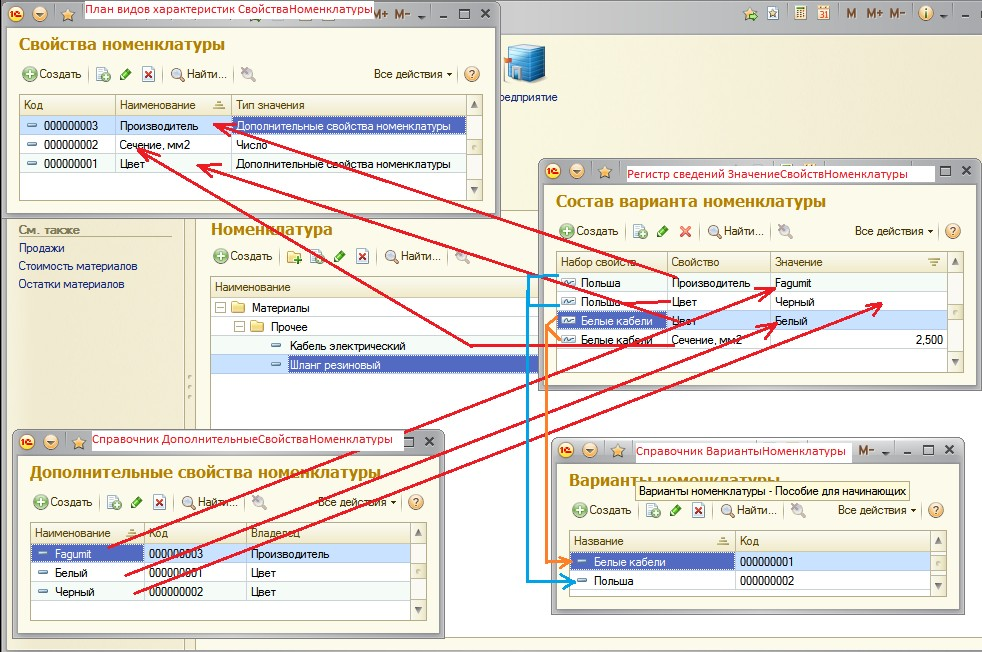 План видов характеристик СвойстваНоменклатуры
M+ M-
Свойства номенклатуры
Создать
Найти...
Все действия
Код
Наименование
Тип значения
000000003
Производитель
Дополнительные свойства номенклатуры
000000002
Сечение, мм2
Число
000000001
Цвет
Дополнительные свойства номенклатуры
31
M M+ M-
едприятие
См. также
Продажи
Стоимость материалов
Остатки материалов
Номенклатура
Создать
Найти...
Наименование
Материалы
Прочее
Кабель электрический
Шланг резиновый
Регистр сведений ЗначениеСвойствНоменклатуры
Состав варианта номенклатуры
Создать
Найти...
Все действия
Набор свойств
Свойство
Значение
Польша
Производитель
Fagumit
Польша
Цвет
Черный
Белые кабели
Цвет
Белый
Белые кабели
Сечение, мм2
2,500
Справочник ДополнительныеСвойстваНоменклатуры
Дополнительные свойства номенклатуры
Создать
Найти...
Все действия
Наименование
Код
Владелец
Fagumit
000000003
Производитель
Белый
000000001
Цвет
Черный
000000002
Цвет
Справочник ВариантыНоменклатуры
M-
Варианты номенклатуры
Варианты номенклатуры - Пособие для начинающих
Создать
Найти...
Все действия
Название
Код
Белые кабели
000000001
Польша
000000002